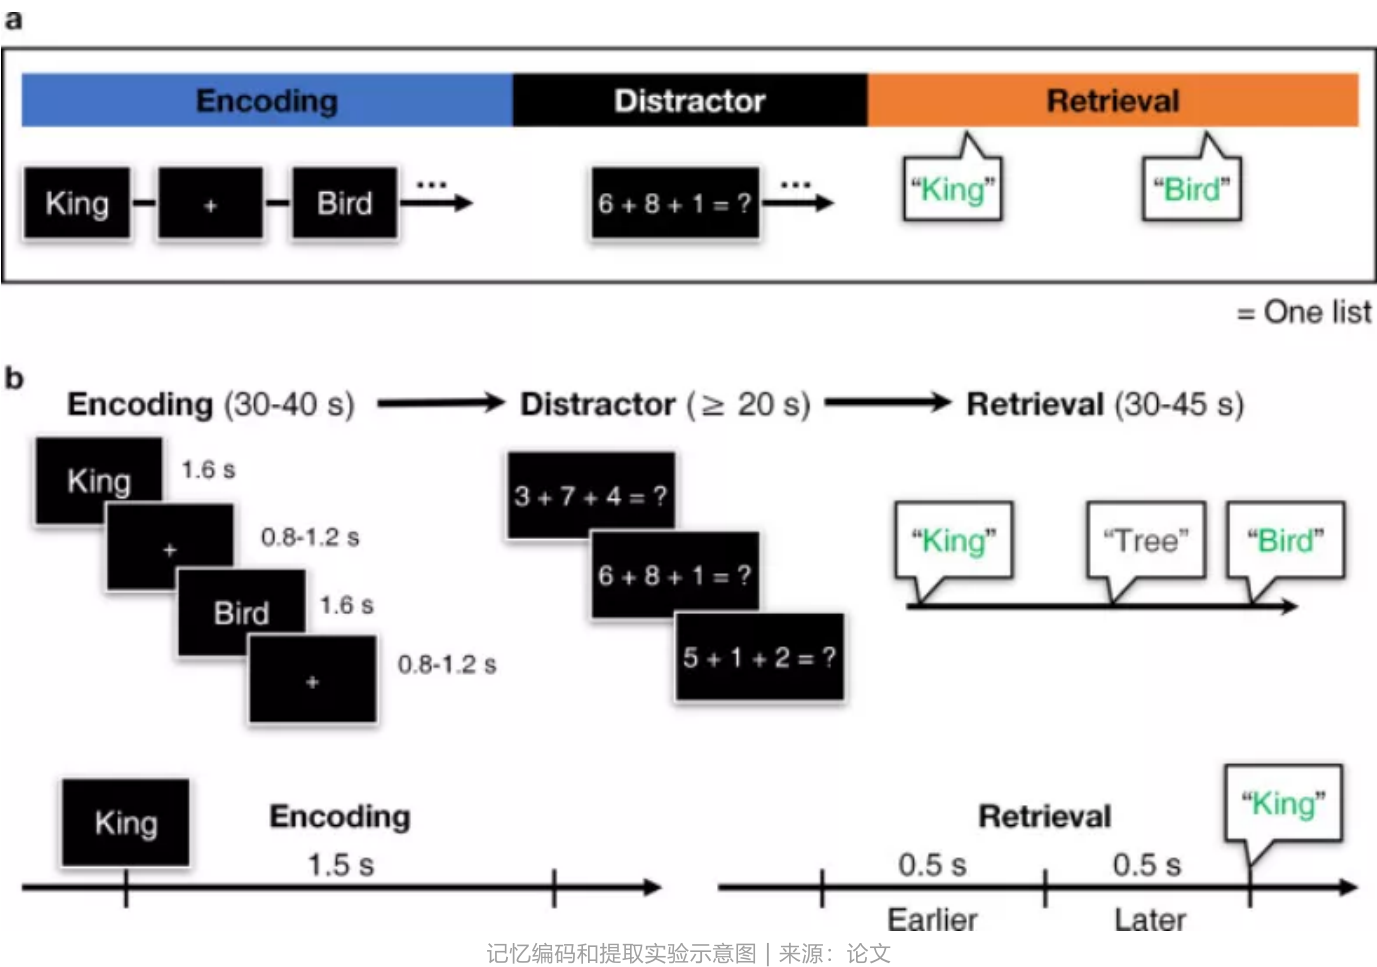 a
Encoding Distractor Retrieval
King + Bird ... 6 + 8 + 1 = ? ... “King” “Bird”
= One list
b
Encoding (30-40 s) Distractor (≥ 20 s) Retrieval (30-45 s)
King 1.6 s
+ 0.8-1.2 s
Bird 1.6 s
+ 0.8-1.2 s
3 + 7 + 4 = ?
6 + 8 + 1 = ?
5 + 1 + 2 = ?
“King” “Tree” “Bird”
King
Encoding
1.5 s
Retrieval
“King”
0.5 s 0.5 s
Earlier Later
记忆编码和提取实验示意图 | 来源：论文